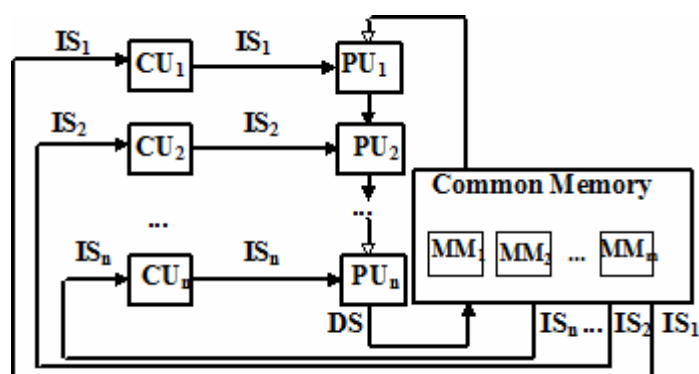 IS₁ IS₁
CU₁ PU₁
IS₂ IS₂
CU₂ PU₂
Common Memory
... ...
MM₁ MM₂ ... MMₘ
ISₙ ISₙ
CUₙ PUₙ
DS ISₙ ... IS₂ IS₁